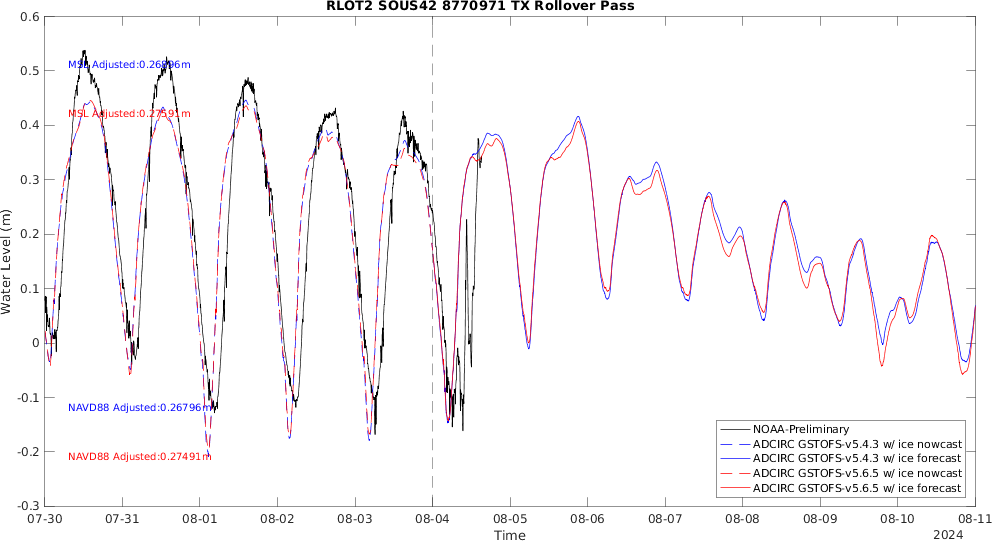 RLOT2 SOUS42 8770971 TX Rollover Pass
0.6
0.5
0.4
0.3
0.2
0.1
0
-0.1
-0.2
-0.3
Water Level (m)
MSL Adjusted:0.26896m
MSL Adjusted:0.27591m
NAVD88 Adjusted:0.26796m
NAVD88 Adjusted:0.27491m
NOAA-Preliminary
ADCIRC GSTOFS-v5.4.3 w/ ice nowcast
ADCIRC GSTOFS-v5.4.3 w/ ice forecast
ADCIRC GSTOFS-v5.6.5 w/ ice nowcast
ADCIRC GSTOFS-v5.6.5 w/ ice forecast
07-30 07-31 08-01 08-02 08-03 08-04 08-05 08-06 08-07 08-08 08-09 08-10 08-11
Time
2024